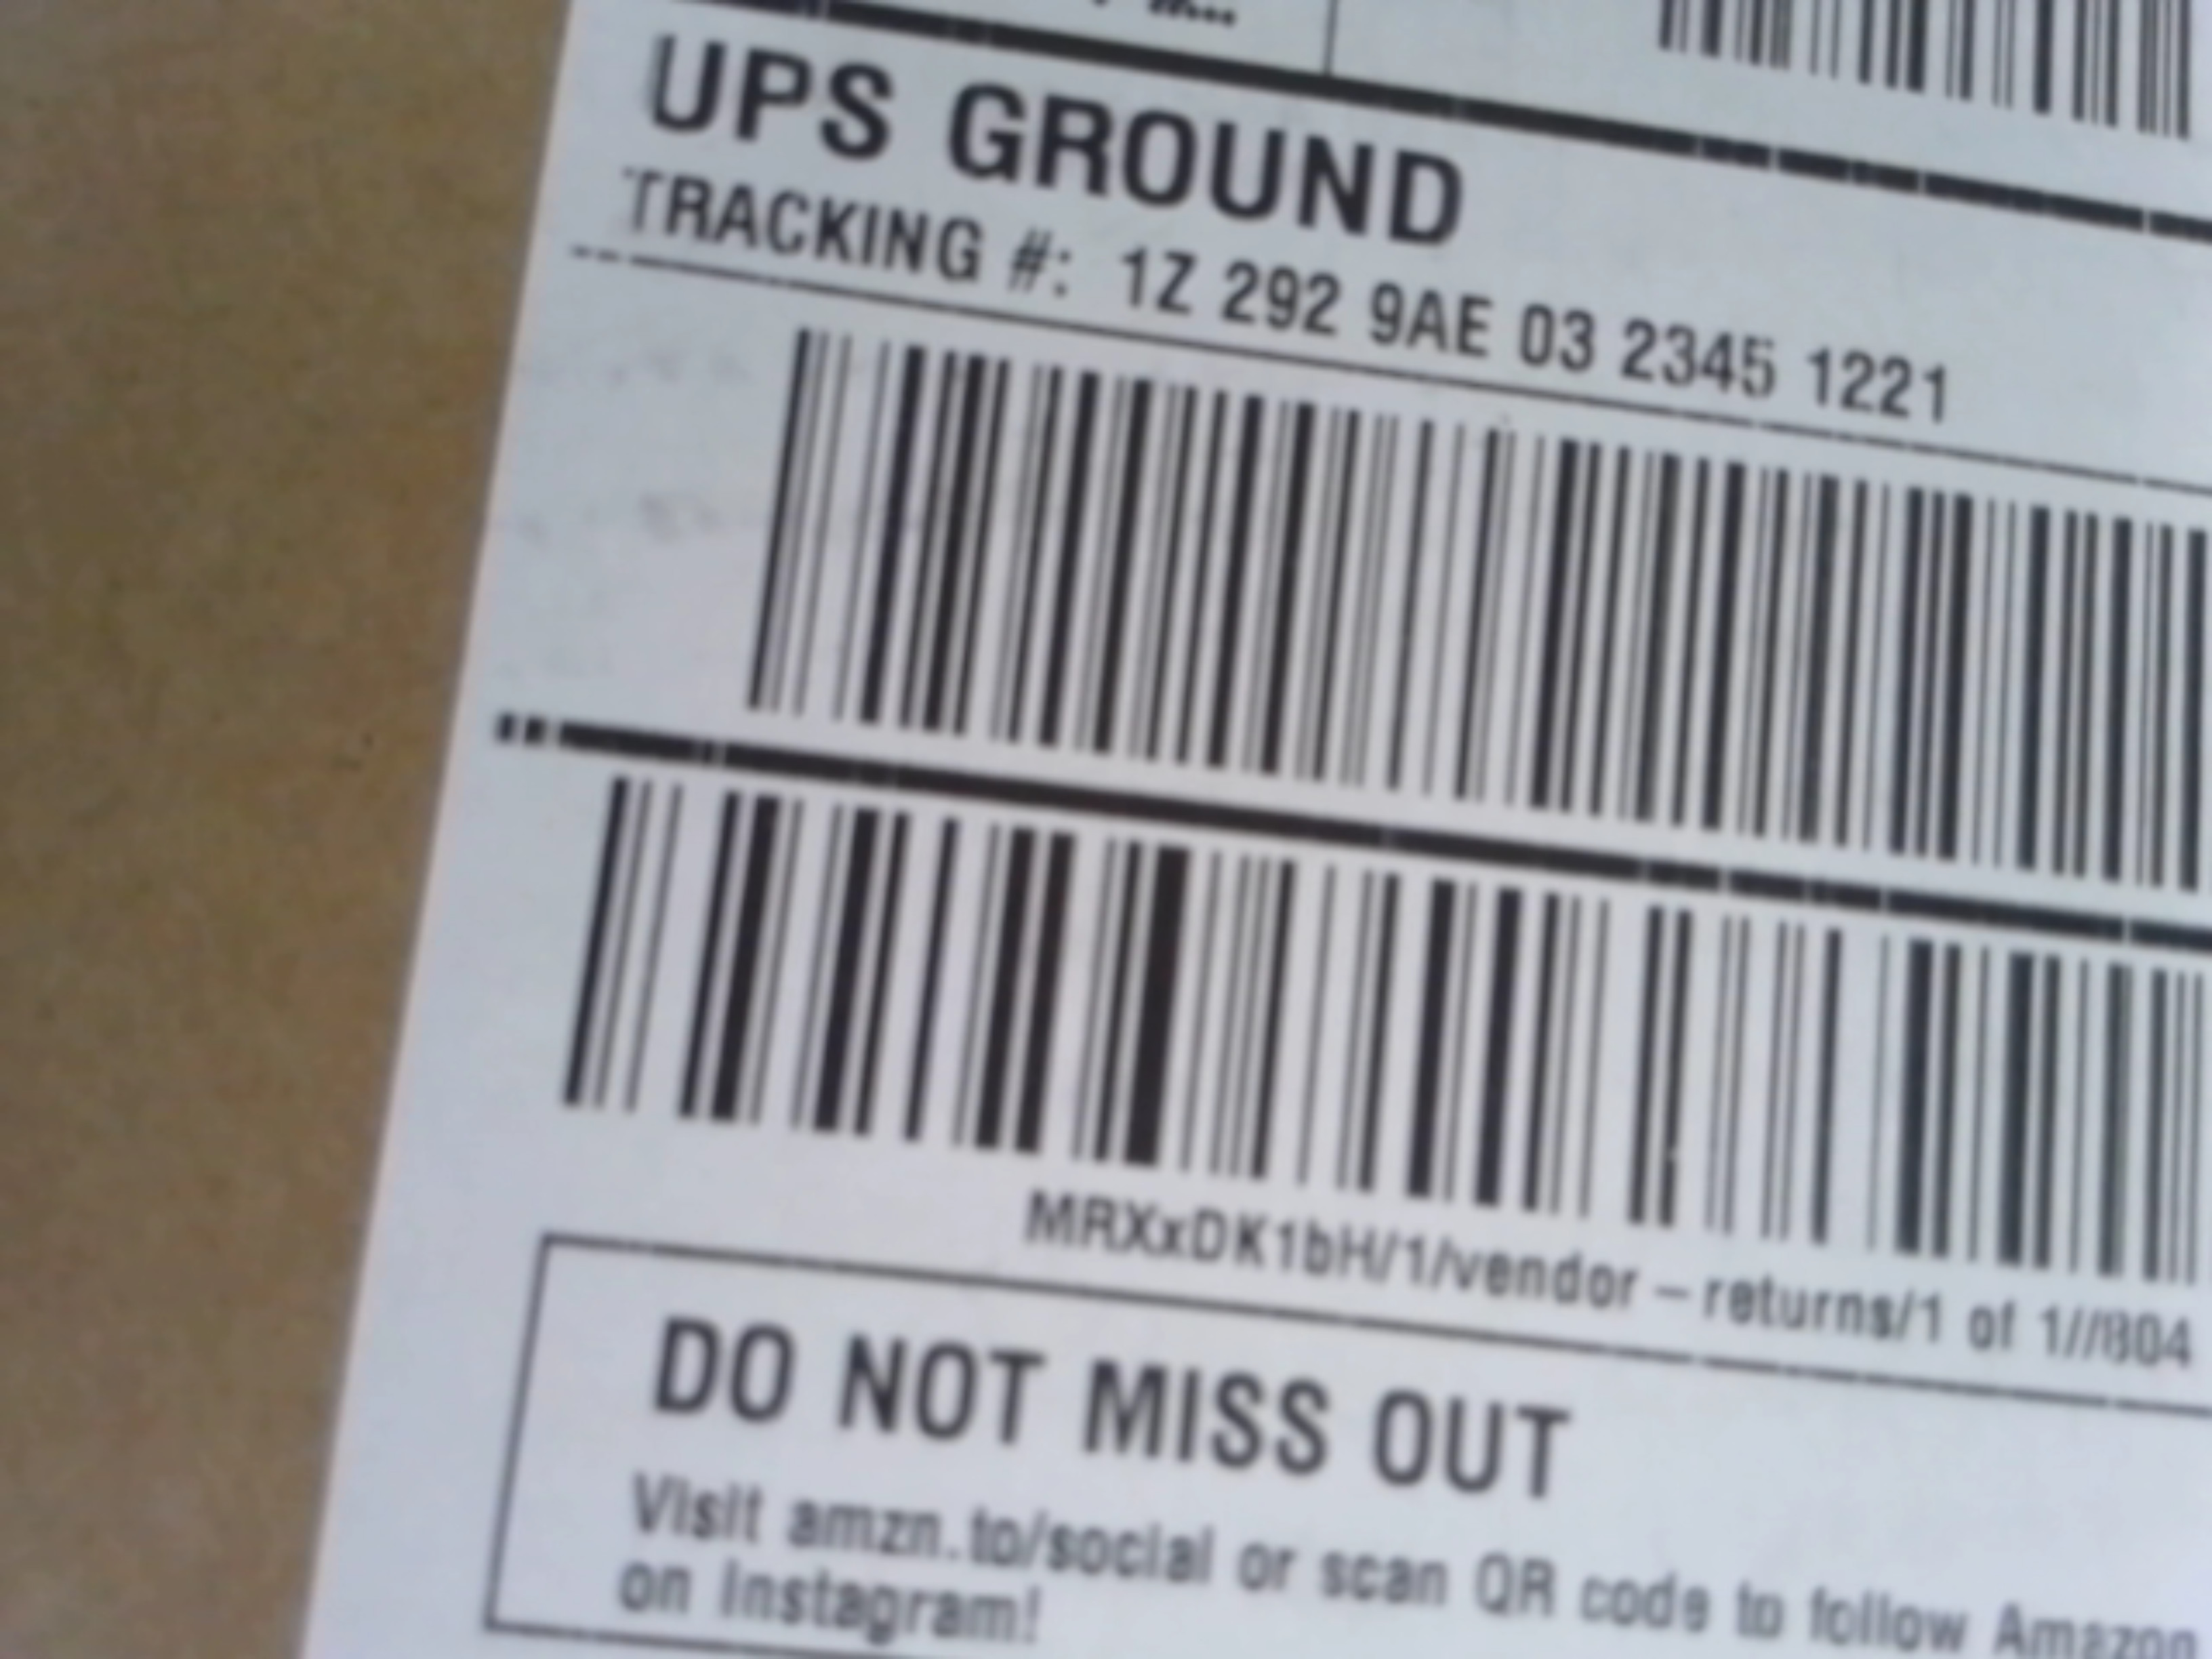 UPS GROUND
TRACKING #: 1Z 292 9AE 03 2345 1221
MRXxDK1bH/1/vendor – returns/1 of 1//804
DO NOT MISS OUT
Visit amzn.to/social or scan QR code to follow Amazon
on Instagram!